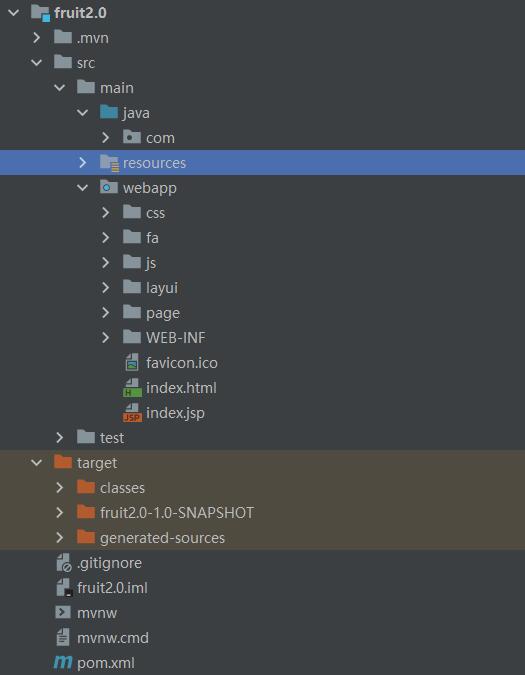 fruit2.0
.mvn
src
main
java
com
resources
webapp
css
fa
js
layui
page
WEB-INF
favicon.ico
index.html
index.jsp
test
target
classes
fruit2.0-1.0-SNAPSHOT
generated-sources
.gitignore
fruit2.0.iml
mvnw
mvnw.cmd
pom.xml